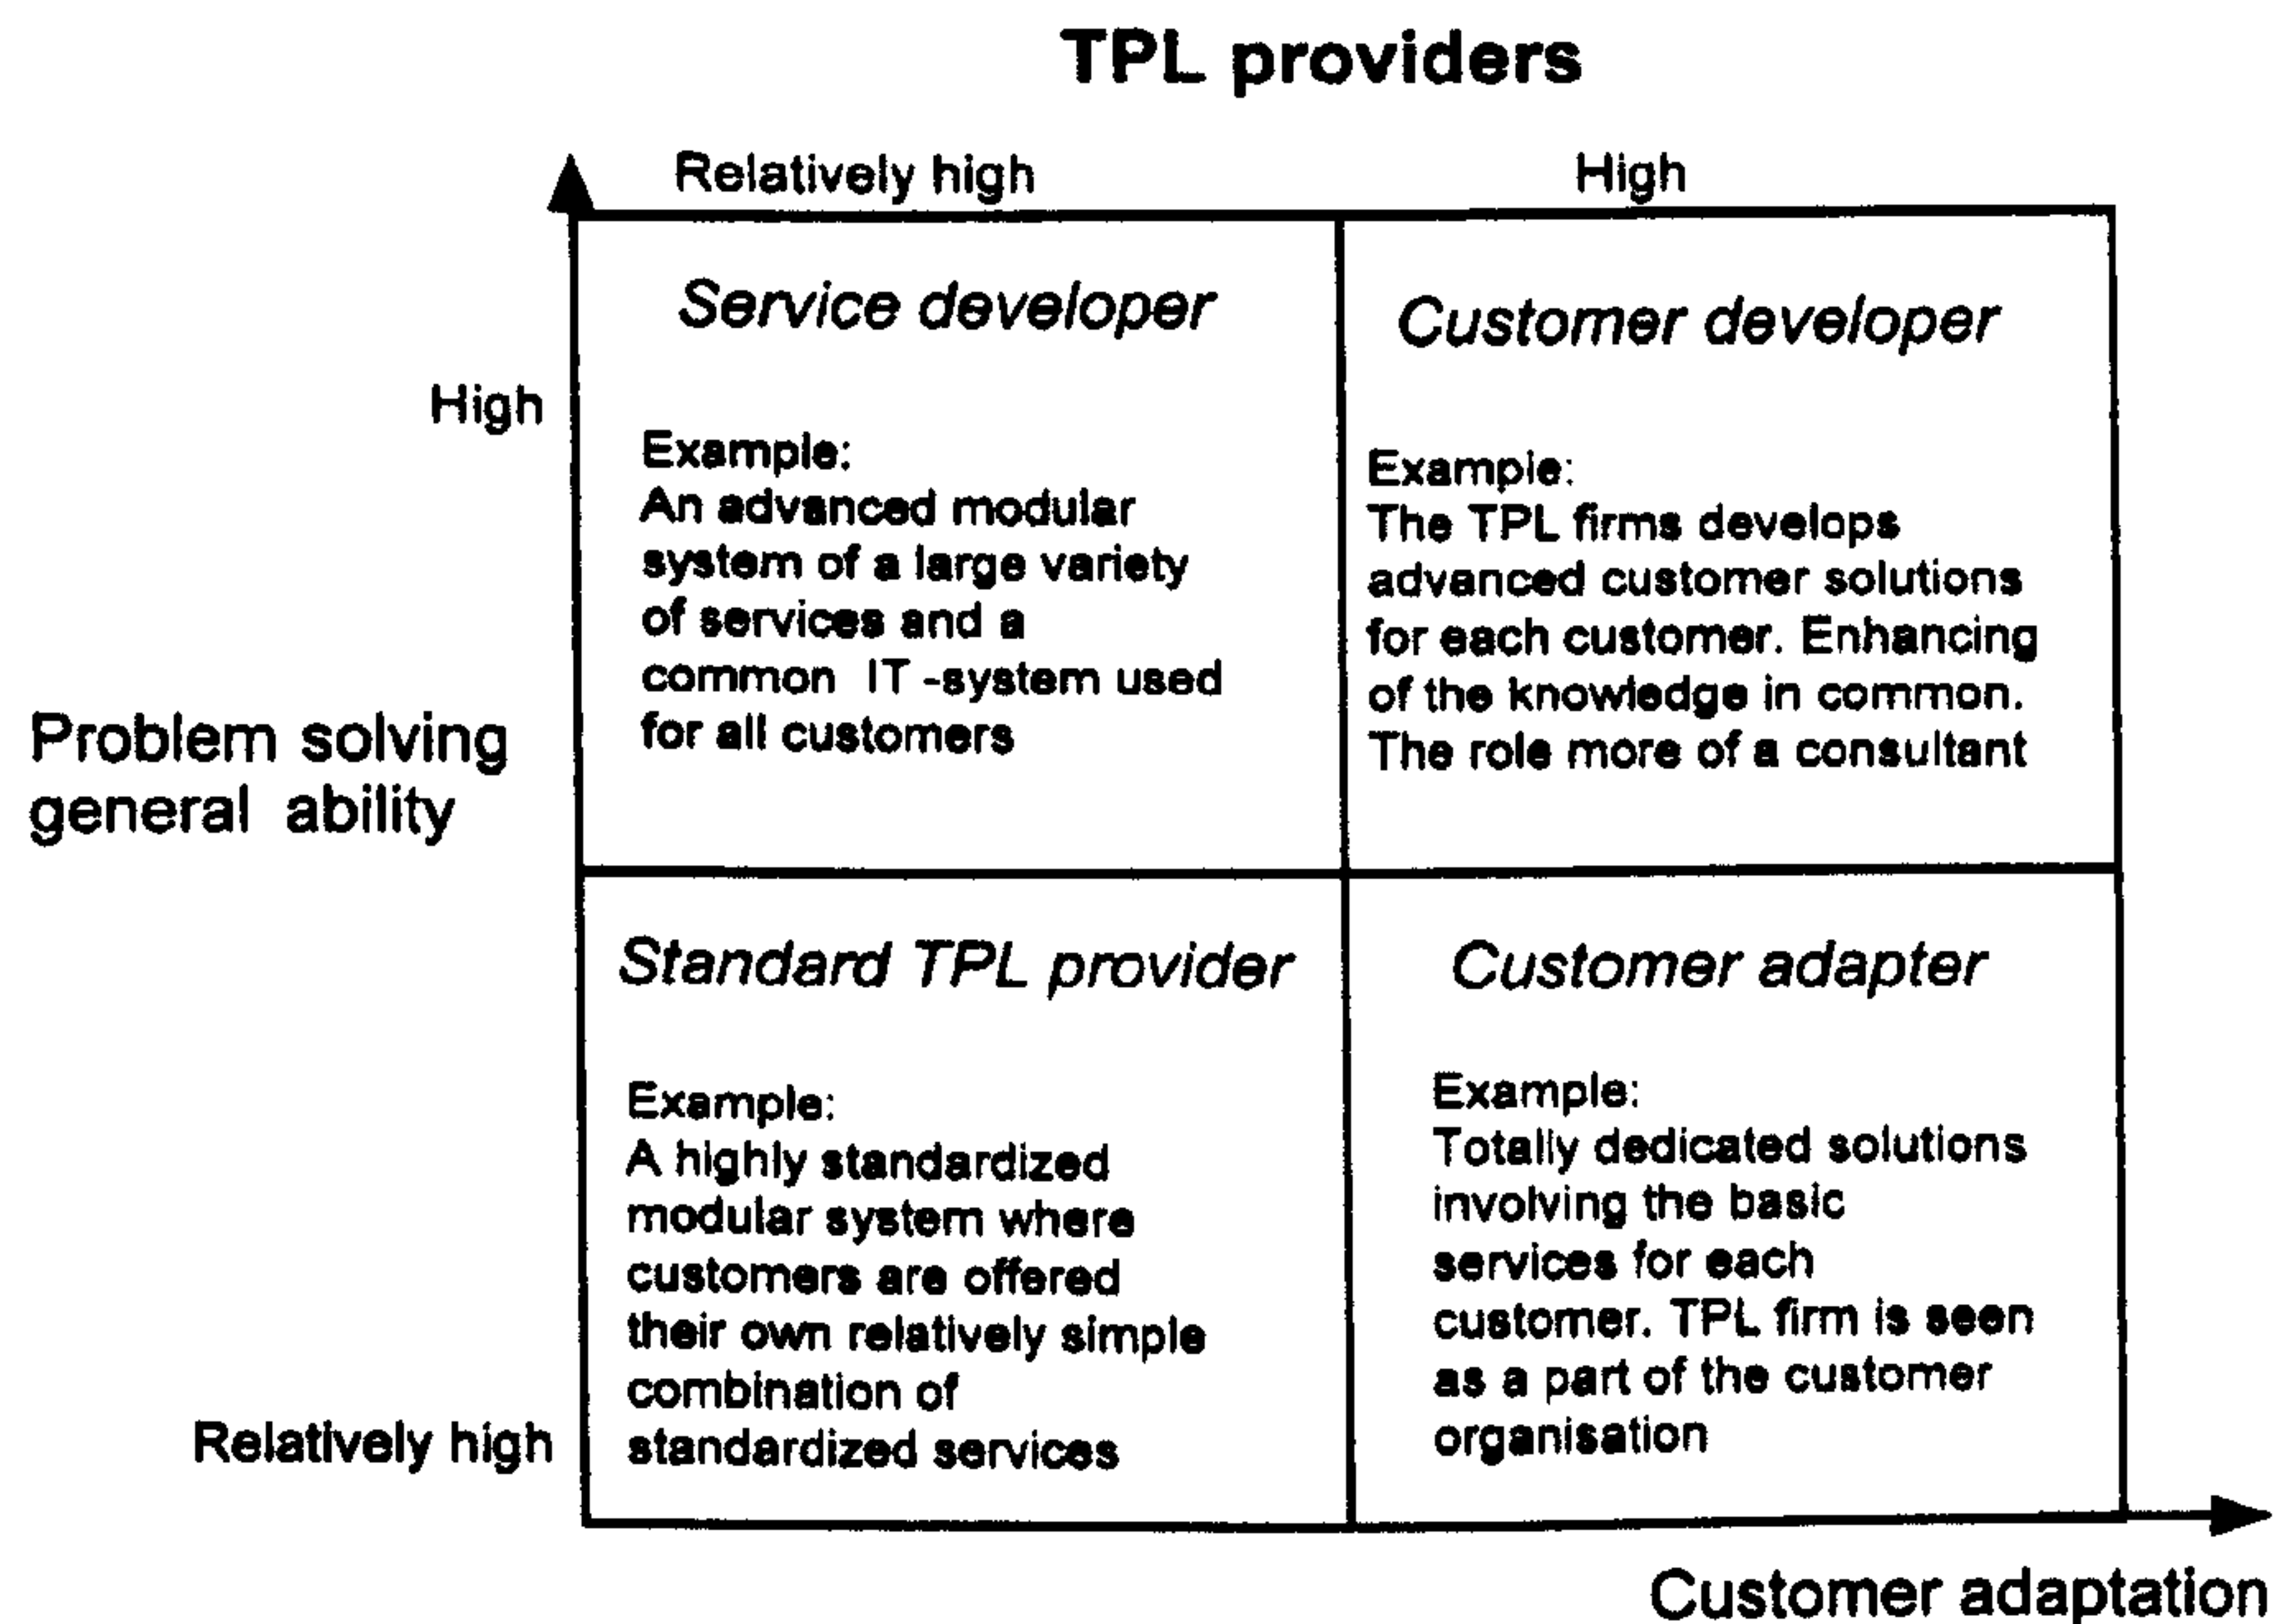 TPL providers
Relatively high
High
Service developer
Customer developer
High
Example:
An advanced modular
system of a large variety
of services and a
common IT -system used
for all customers
Example:
The TPL firms develops
advanced customer solutions
for each customer. Enhancing
of the knowledge in common.
The role more of a consultant
Problem solving
general ability
Standard TPL provider
Customer adapter
Example:
A highly standardized
modular system where
customers are offered
their own relatively simple
combination of
standardized services
Example:
Totally dedicated solutions
involving the basic
services for each
customer. TPL firm is seen
as a part of the customer
organisation
Relatively high
Customer adaptation